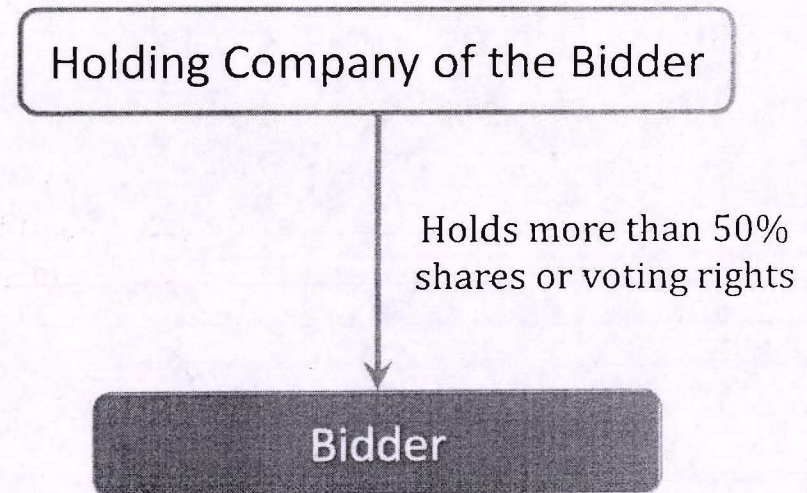 Holding Company of the Bidder
Holds more than 50%
shares or voting rights
Bidder